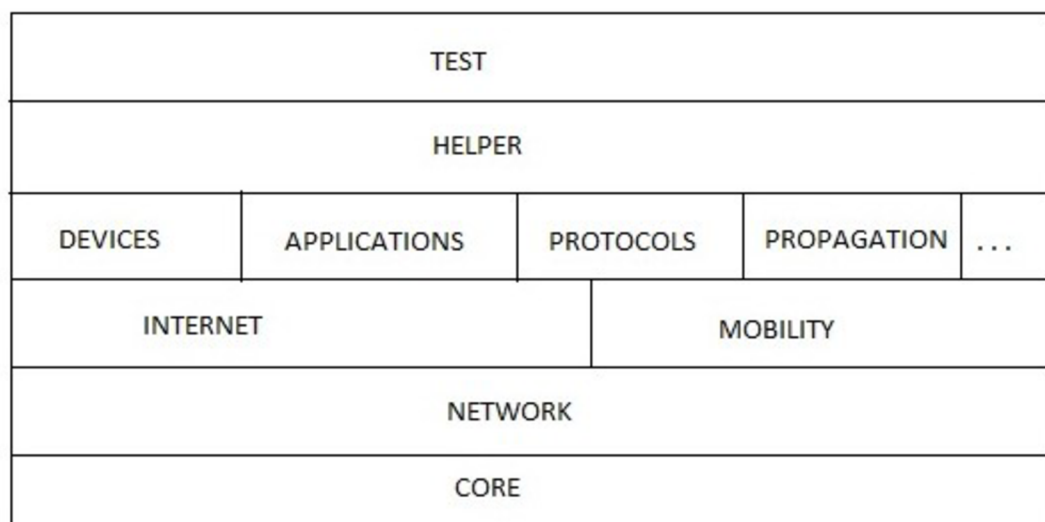 TEST
HELPER
DEVICES APPLICATIONS PROTOCOLS PROPAGATION ...
INTERNET MOBILITY
NETWORK
CORE